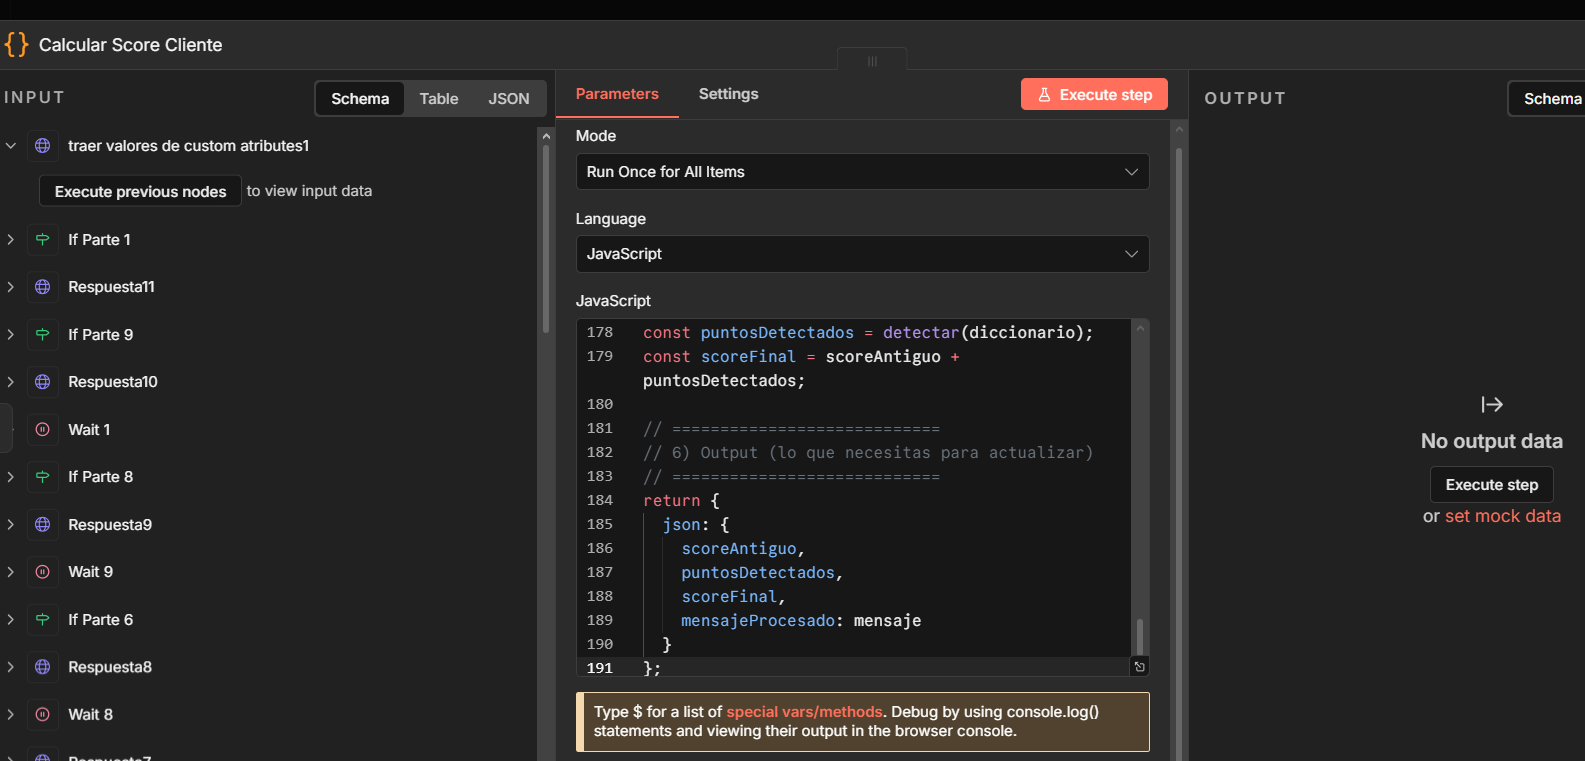 {} Calcular Score Cliente
INPUT
Schema
Table
JSON
traer valores de custom atributes1
Execute previous nodes to view input data
If Parte 1
Respuesta11
If Parte 9
Respuesta10
Wait 1
If Parte 8
Respuesta9
Wait 9
If Parte 6
Respuesta8
Wait 8
Respuesta7
Parameters
Settings
Execute step
Mode
Run Once for All Items
Language
JavaScript
JavaScript
178 const puntosDetectados = detectar(diccionario);
179 const scoreFinal = scoreAntiguo +
puntosDetectados;
180
181 // ============================
182 // 6) Output (lo que necesitas para actualizar)
183 // ============================
184 return {
185 json: {
186 scoreAntiguo,
187 puntosDetectados,
188 scoreFinal,
189 mensajeProcesado: mensaje
190 }
191 };
Type $ for a list of special vars/methods. Debug by using console.log()
statements and viewing their output in the browser console.
OUTPUT
Schema
No output data
Execute step
or set mock data